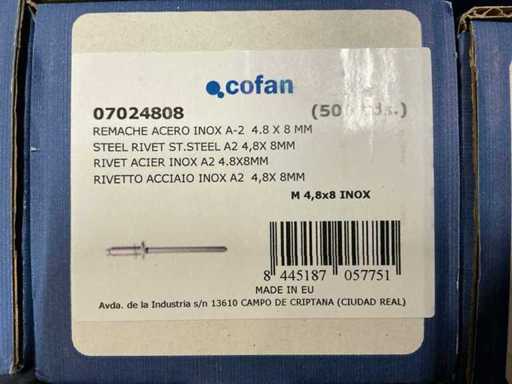 cofan
07024808
REMACHE ACERO INOX A-2 4.8 X 8 MM
STEEL RIVET ST.STEEL A2 4,8X 8MM
RIVET ACIER INOX A2 4.8X8MM
RIVETTO ACCIAIO INOX A2 4,8X 8MM
M 4,8x8 INOX
8 445187 057751
MADE IN EU
Avda. de la Industria s/n 13610 CAMPO DE CRIPTANA (CIUDAD REAL)